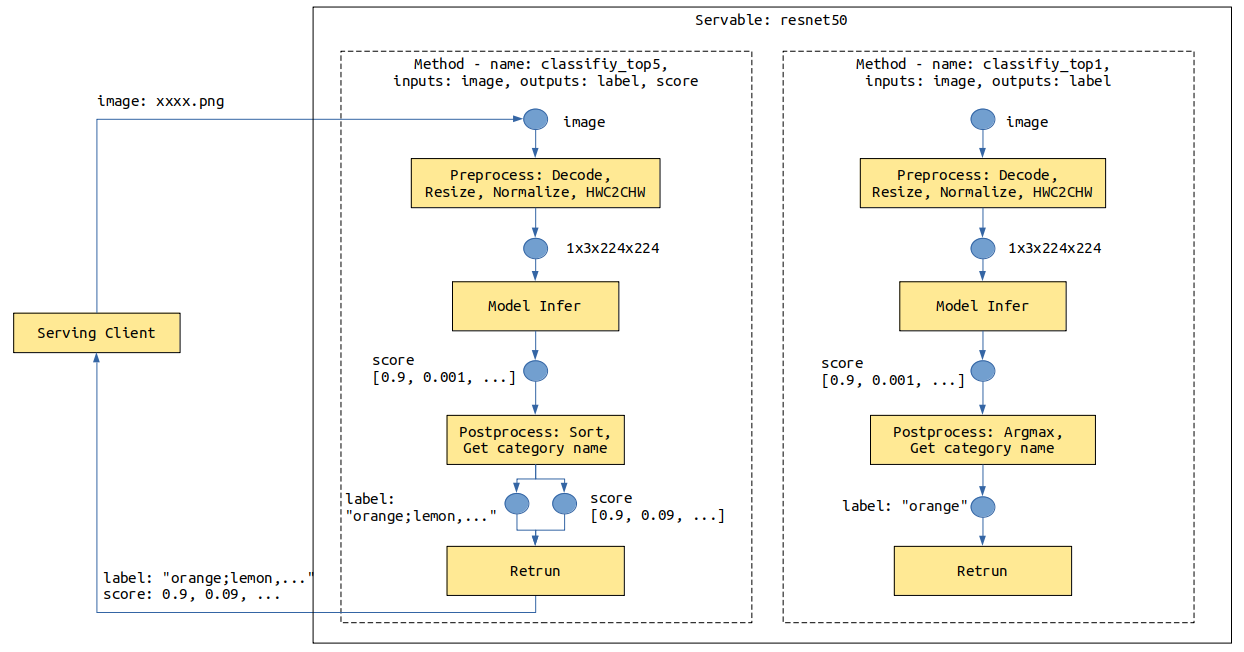 Servable: resnet50
Method - name: classifiy_top5,
inputs: image, outputs: label, score
image: xxxx.png
image
Preprocess: Decode,
Resize, Normalize, HWC2CHW
1x3x224x224
Model Infer
score
[0.9, 0.001, ...]
Postprocess: Sort,
Get category name
label:
"orange;lemon,..."
score
[0.9, 0.09, ...]
Retrun
Serving Client
label: "orange;lemon,..."
score: 0.9, 0.09, ...
Method - name: classifiy_top1,
inputs: image, outputs: label
image
Preprocess: Decode,
Resize, Normalize, HWC2CHW
1x3x224x224
Model Infer
score
[0.9, 0.001, ...]
Postprocess: Argmax,
Get category name
label: "orange"
Retrun